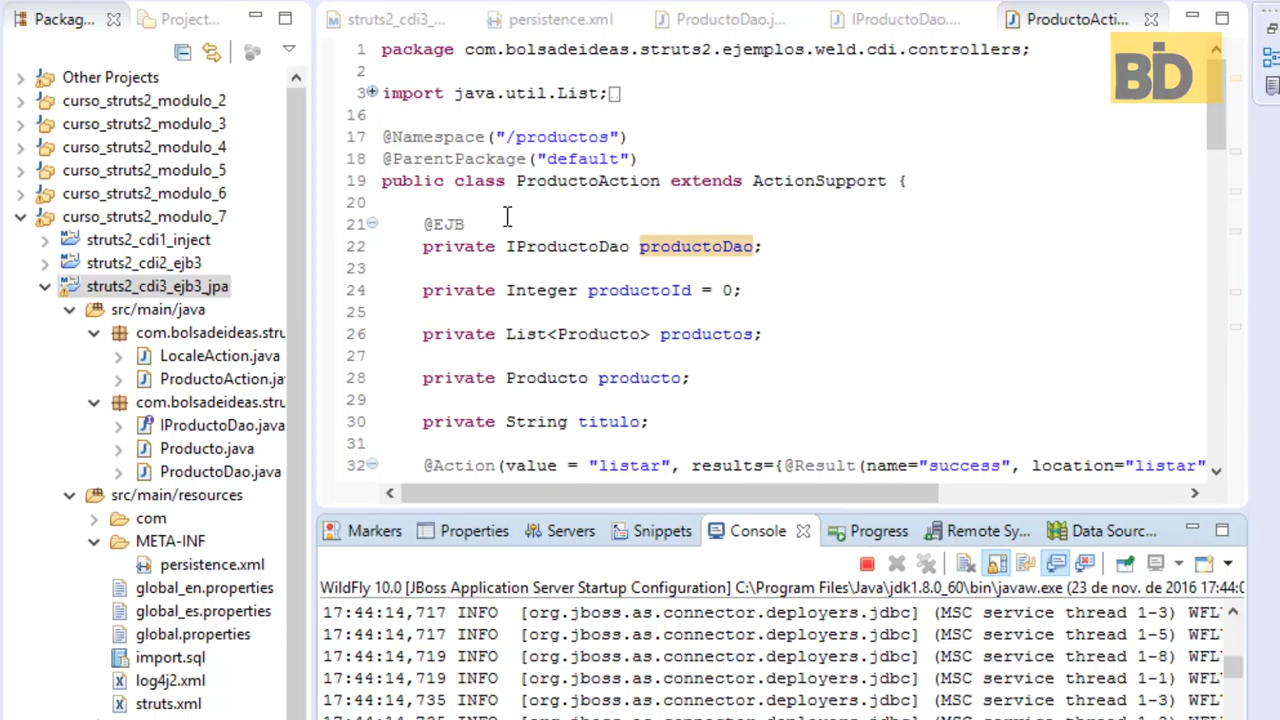 Packag...
Project...
struts2_cdi3_...
persistence.xml
ProductoDao.j...
IProductoDao....
ProductoActi...
Other Projects
curso_struts2_modulo_2
curso_struts2_modulo_3
curso_struts2_modulo_4
curso_struts2_modulo_5
curso_struts2_modulo_6
curso_struts2_modulo_7
struts2_cdi1_inject
struts2_cdi2_ejb3
struts2_cdi3_ejb3_jpa
src/main/java
com.bolsadeideas.stru
LocaleAction.java
ProductoAction.ja
com.bolsadeideas.stru
IProductoDao.java
Producto.java
ProductoDao.java
src/main/resources
com
META-INF
persistence.xml
global_en.properties
global_es.properties
global.properties
import.sql
log4j2.xml
struts.xml
1 package com.bolsadeideas.struts2.ejemplos.weld.cdi.controllers;
2
3 import java.util.List;
16
17 @Namespace("/productos")
18 @ParentPackage("default")
19 public class ProductoAction extends ActionSupport {
20
21 @EJB
22 private IProductoDao productoDao;
23
24 private Integer productoId = 0;
25
26 private List<Producto> productos;
27
28 private Producto producto;
29
30 private String titulo;
31
32 @Action(value = "listar", results={@Result(name="success", location="listar"
BD
Markers
Properties
Servers
Snippets
Console
Progress
Remote Sy...
Data Sourc...
WildFly 10.0 [JBoss Application Server Startup Configuration] C:\Program Files\Java\jdk1.8.0_60\bin\javaw.exe (23 de nov. de 2016 17:44:0
17:44:14,717 INFO [org.jboss.as.connector.deployers.jdbc] (MSC service thread 1-3) WFL
17:44:14,717 INFO [org.jboss.as.connector.deployers.jdbc] (MSC service thread 1-5) WFL
17:44:14,719 INFO [org.jboss.as.connector.deployers.jdbc] (MSC service thread 1-8) WFL
17:44:14,719 INFO [org.jboss.as.connector.deployers.jdbc] (MSC service thread 1-1) WFL
17:44:14,735 INFO [org.jboss.as.connector.deployers.jdbc] (MSC service thread 1-3) WFL